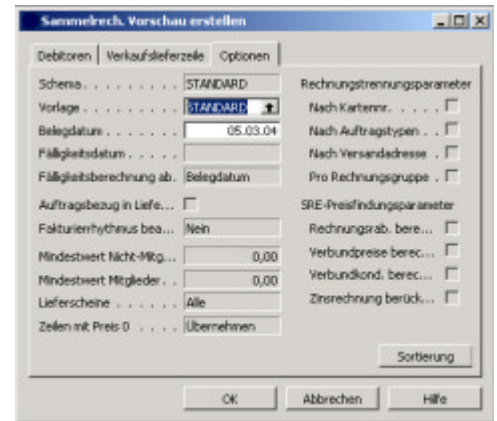 Sammelrech. Vorschau erstellen
Debitoren Verkaufslieferzeile Optionen
Schema . . . . . . . . . STANDARD
Vorlage . . . . . . . . . STANDARD
Belegdatum . . . . . . . 05.03.04
Fälligkeitsdatum . . . . .
Fälligkeitsberechnung ab. Belegdatum
Auftragsbezug in Liefe...
Fakturierrhythmus bea... Nein
Mindestwert Nicht-Mitg... 0,00
Mindestwert Mitglieder . . 0,00
Lieferscheine . . . . . . Alle
Zeilen mit Preis 0 . . . . Übernehmen
Rechnungstrennungsparameter
Nach Kartennr. . . . .
Nach Auftragstypen . .
Nach Versandadresse .
Pro Rechnungsgruppe .
SRE-Preisfindungsparameter
Rechnungsrab. bere...
Verbundpreise berec...
Verbundkond. berec...
Zinsrechnung berück...
Sortierung
OK Abbrechen Hilfe